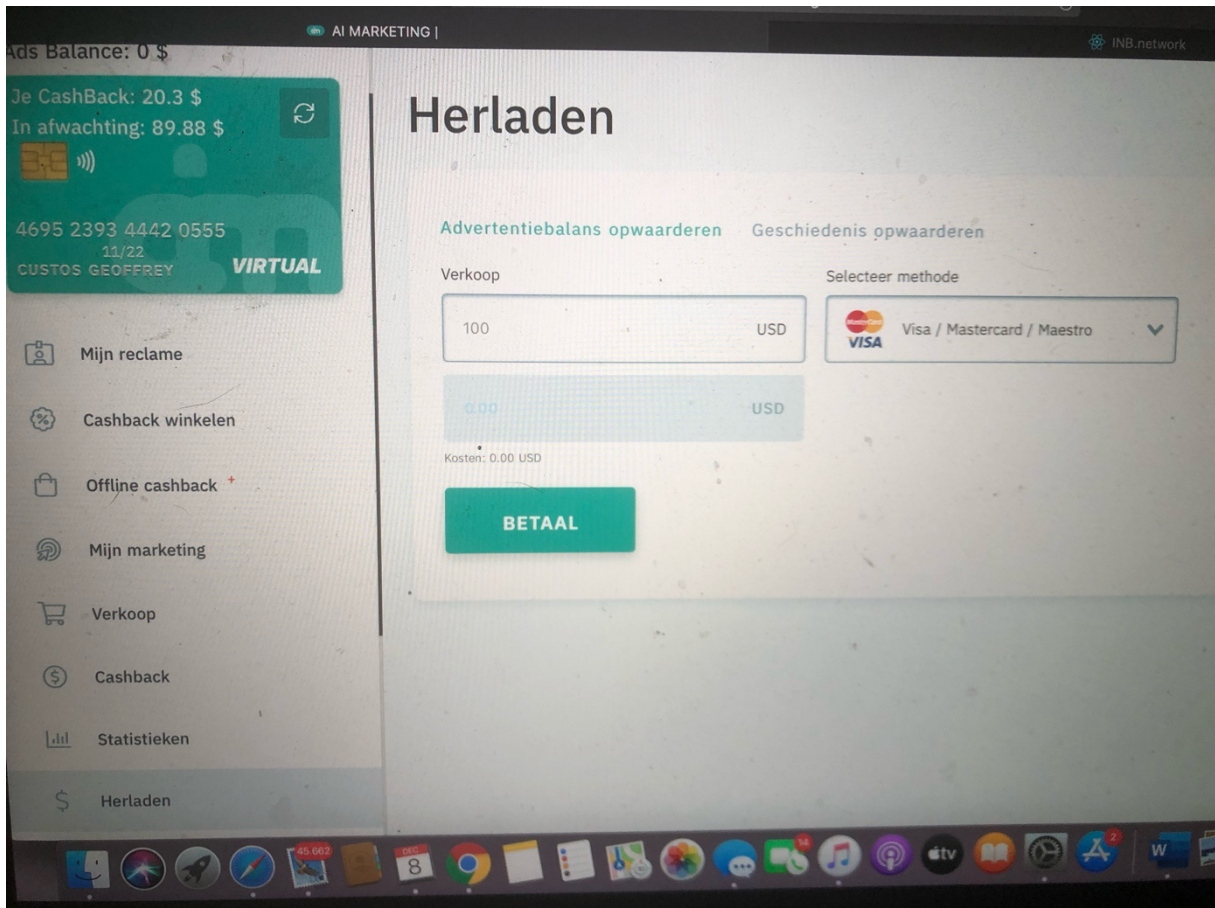 AI MARKETING |
INB.network
Ads Balance: 0 $
Je CashBack: 20.3 $
In afwachting: 89.88 $
4695 2393 4442 0555
11/22
CUSTOS GEOFFREY
VIRTUAL
Mijn reclame
Cashback winkelen
Offline cashback +
Mijn marketing
Verkoop
Cashback
Statistieken
Herladen
Herladen
Advertentiebalans opwaarderen
Geschiedenis opwaarderen
Verkoop
100 USD
Selecteer methode
MasterCard
VISA
Visa / Mastercard / Maestro
0.00 USD
Kosten: 0.00 USD
BETAAL
45.662
DEC
8
14
tv
2
W